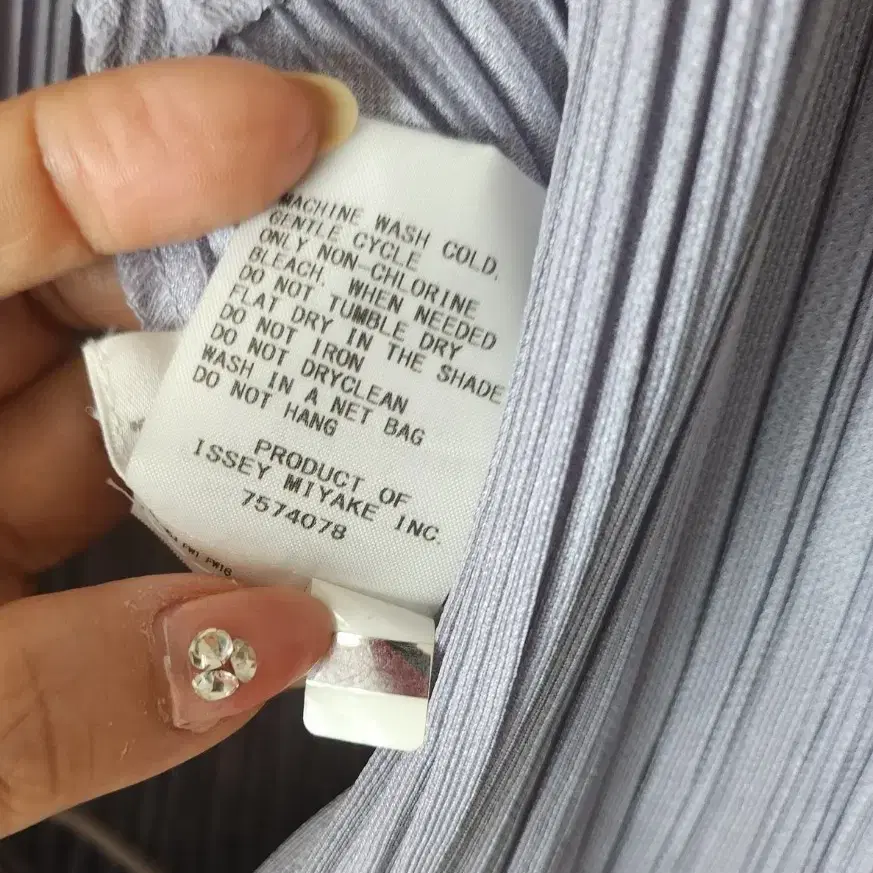 MACHINE WASH COLD,
GENTLE CYCLE
ONLY NON-CHLORINE
BLEACH, WHEN NEEDED
DO NOT TUMBLE DRY
FLAT DRY IN THE SHADE
DO NOT IRON
DO NOT DRYCLEAN
WASH IN A NET BAG
DO NOT HANG
PRODUCT OF
ISSEY MIYAKE INC.
7574078